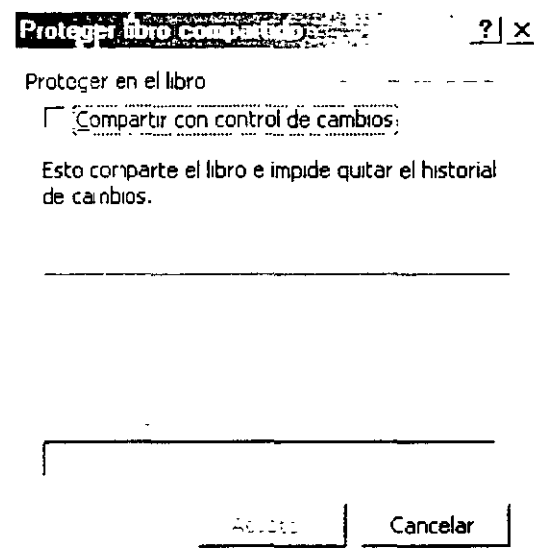 Proteger libro compartido ? ×
Proteger en el libro
Compartir con control de cambios
Esto comparte el libro e impide quitar el historial
de cambios.
Cancelar